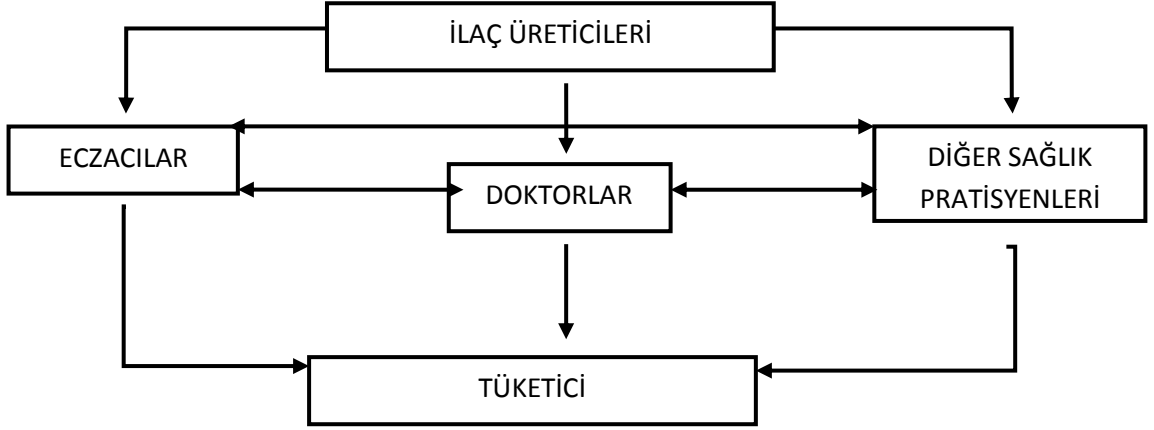 İLAÇ ÜRETİCİLERİ
ECZACILAR
DOKTORLAR
DİĞER SAĞLIK
PRATİSYENLERİ
TÜKETİCİ